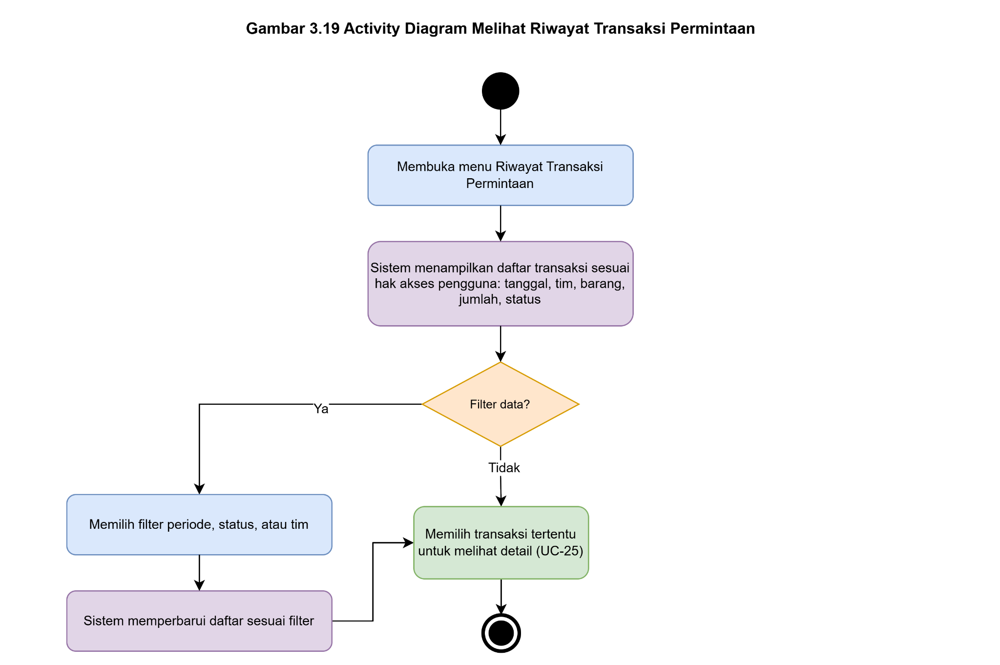 Gambar 3.19 Activity Diagram Melihat Riwayat Transaksi Permintaan
Membuka menu Riwayat Transaksi
Permintaan
Sistem menampilkan daftar transaksi sesuai
hak akses pengguna: tanggal, tim, barang,
jumlah, status
Filter data?
Ya
Tidak
Memilih filter periode, status, atau tim
Memilih transaksi tertentu
untuk melihat detail (UC-25)
Sistem memperbarui daftar sesuai filter